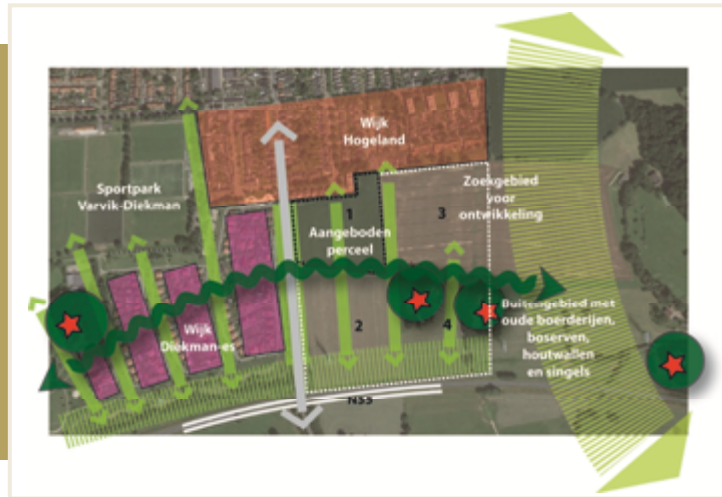 Wijk
Hogeland
Sportpark
Varvik-Diekman
1
Aangeboden
perceel
3
Zoekgebied
voor
ontwikkeling
Wijk
Diekman-es
2
4
Buitengebied met
oude boerderijen,
boserven,
houtwallen
en singels
N35